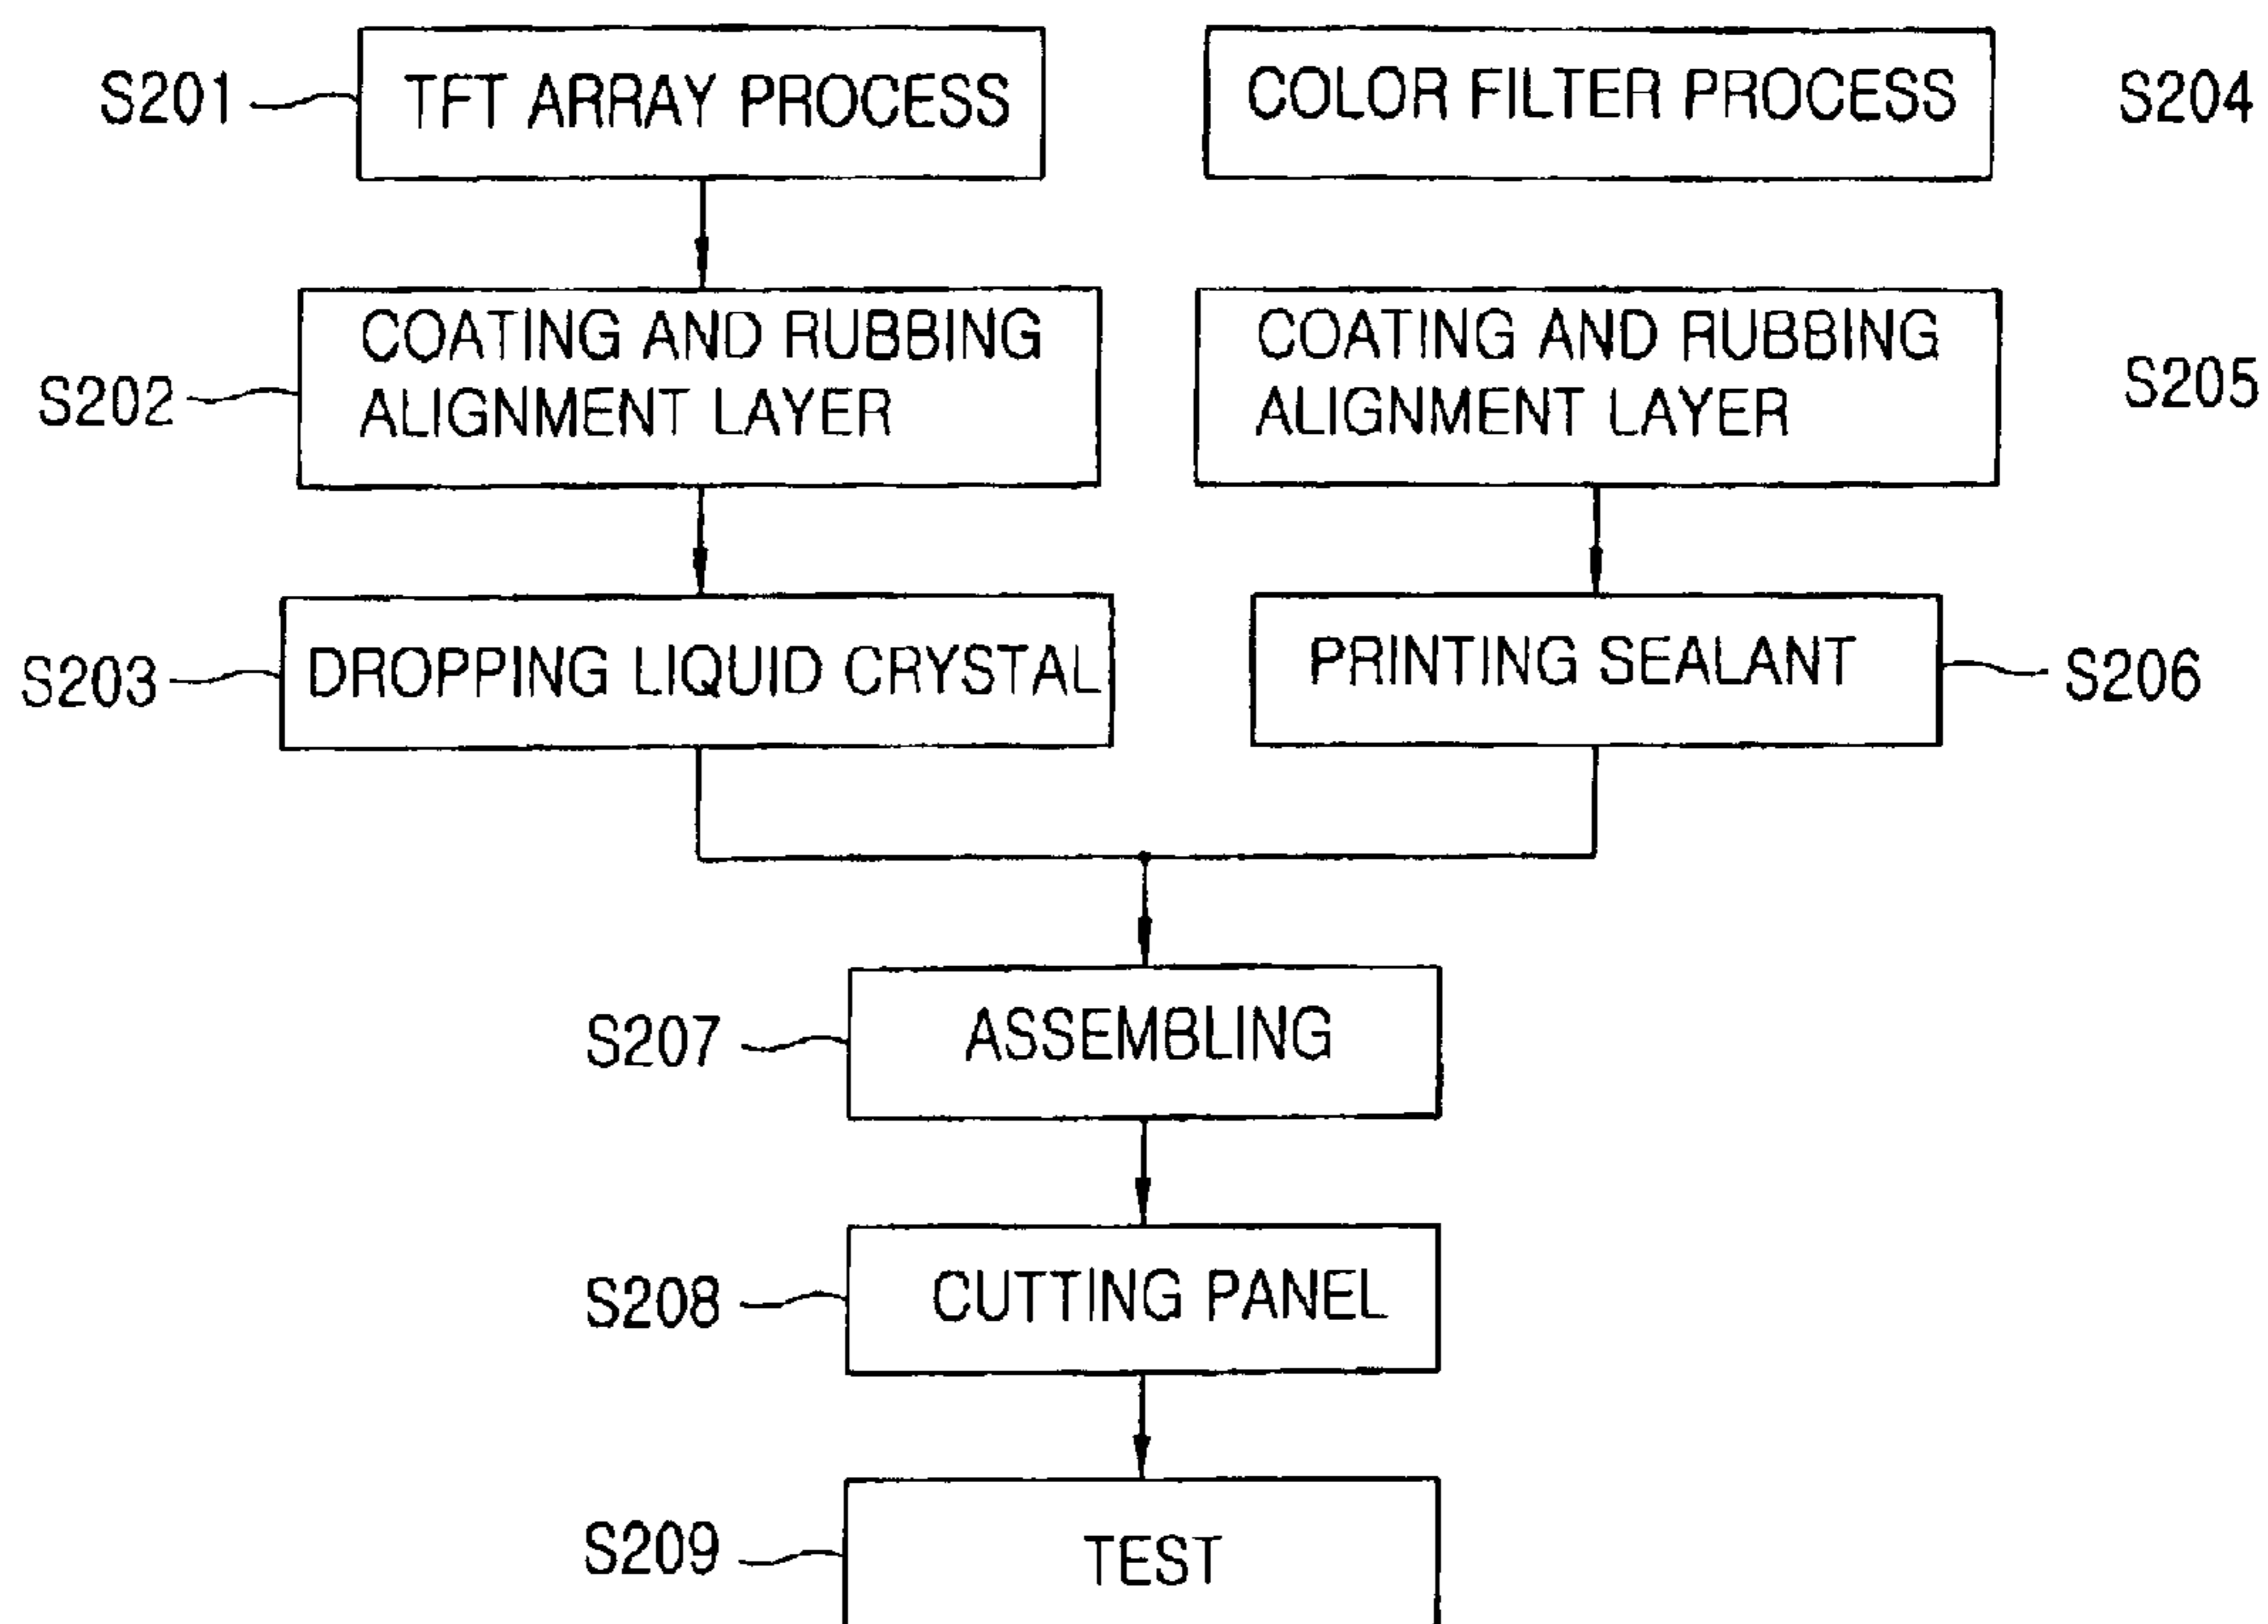 S201
TFT ARRAY PROCESS
COLOR FILTER PROCESS
S204
S202
COATING AND RUBBING
ALIGNMENT LAYER
COATING AND RUBBING
ALIGNMENT LAYER
S205
S203
DROPPING LIQUID CRYSTAL
PRINTING SEALANT
S206
S207
ASSEMBLING
S208
CUTTING PANEL
S209
TEST